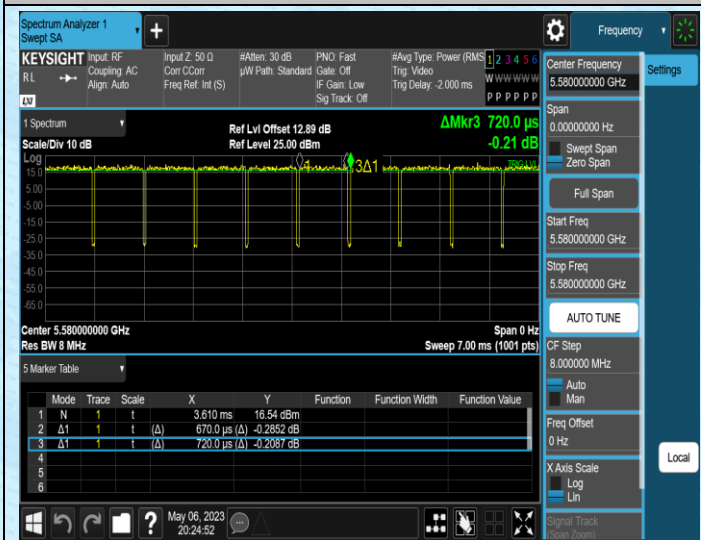 Spectrum Analyzer 1
Swept SA
Frequency
KEYSIGHT
RL
LXI
Input: RF
Coupling: AC
Align: Auto
Input Z: 50 Ω
Corr CCorr
Freq Ref: Int (S)
#Atten: 30 dB
µW Path: Standard
PNO: Fast
Gate: Off
IF Gain: Low
Sig Track: Off
#Avg Type: Power (RMS
Trig: Video
Trig Delay: -2.000 ms
1 2 3 4 5 6
W W W W W W
P P P P P P
1 Spectrum
Scale/Div 10 dB
Log
Ref Lvl Offset 12.89 dB
Ref Level 25.00 dBm
ΔMkr3 720.0 µs
-0.21 dB
15.0
5.00
-5.00
-15.0
-25.0
-35.0
-45.0
-55.0
-65.0
1
3Δ1
TRIG LVL
Center 5.580000000 GHz
Res BW 8 MHz
Span 0 Hz
Sweep 7.00 ms (1001 pts)
5 Marker Table
Mode Trace Scale X Y Function Function Width Function Value
1 N 1 t 3.610 ms 16.54 dBm
2 Δ1 1 t (Δ) 670.0 µs (Δ) -0.2852 dB
3 Δ1 1 t (Δ) 720.0 µs (Δ) -0.2087 dB
4
5
6
May 06, 2023
20:24:52
Center Frequency
5.580000000 GHz
Settings
Span
0.00000000 Hz
Swept Span
Zero Span
Full Span
Start Freq
5.580000000 GHz
Stop Freq
5.580000000 GHz
AUTO TUNE
CF Step
8.000000 MHz
Auto
Man
Freq Offset
0 Hz
X Axis Scale
Log
Lin
Signal Track
(Span Zoom)
Local